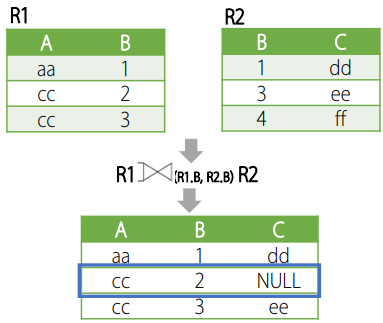 R1
A B
aa 1
cc 2
cc 3
R2
B C
1 dd
3 ee
4 ff
R1 ⟕ (R1.B, R2.B) R2
A B C
aa 1 dd
cc 2 NULL
cc 3 ee